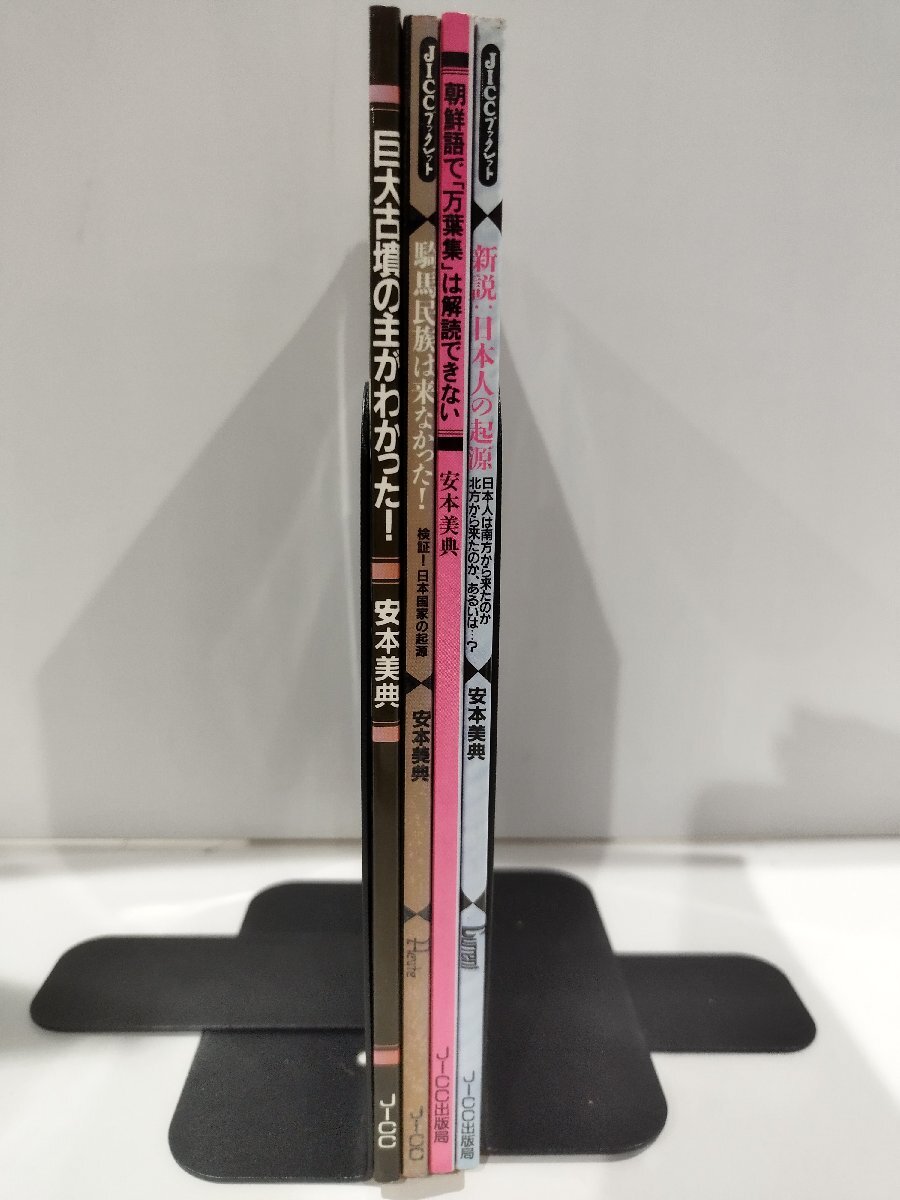 巨大古墳の主がわかった!
安本美典
JICC
JICCブックレット
騎馬民族は来なかった!
検証!日本国家の起源
安本美典
JICC
朝鮮語で「万葉集」は解読できない
安本美典
JICC出版局
JICCブックレット
新説:日本人の起源
日本人は南方から来たのか
北方から来たのか、あるいは…?
安本美典
JICC出版局